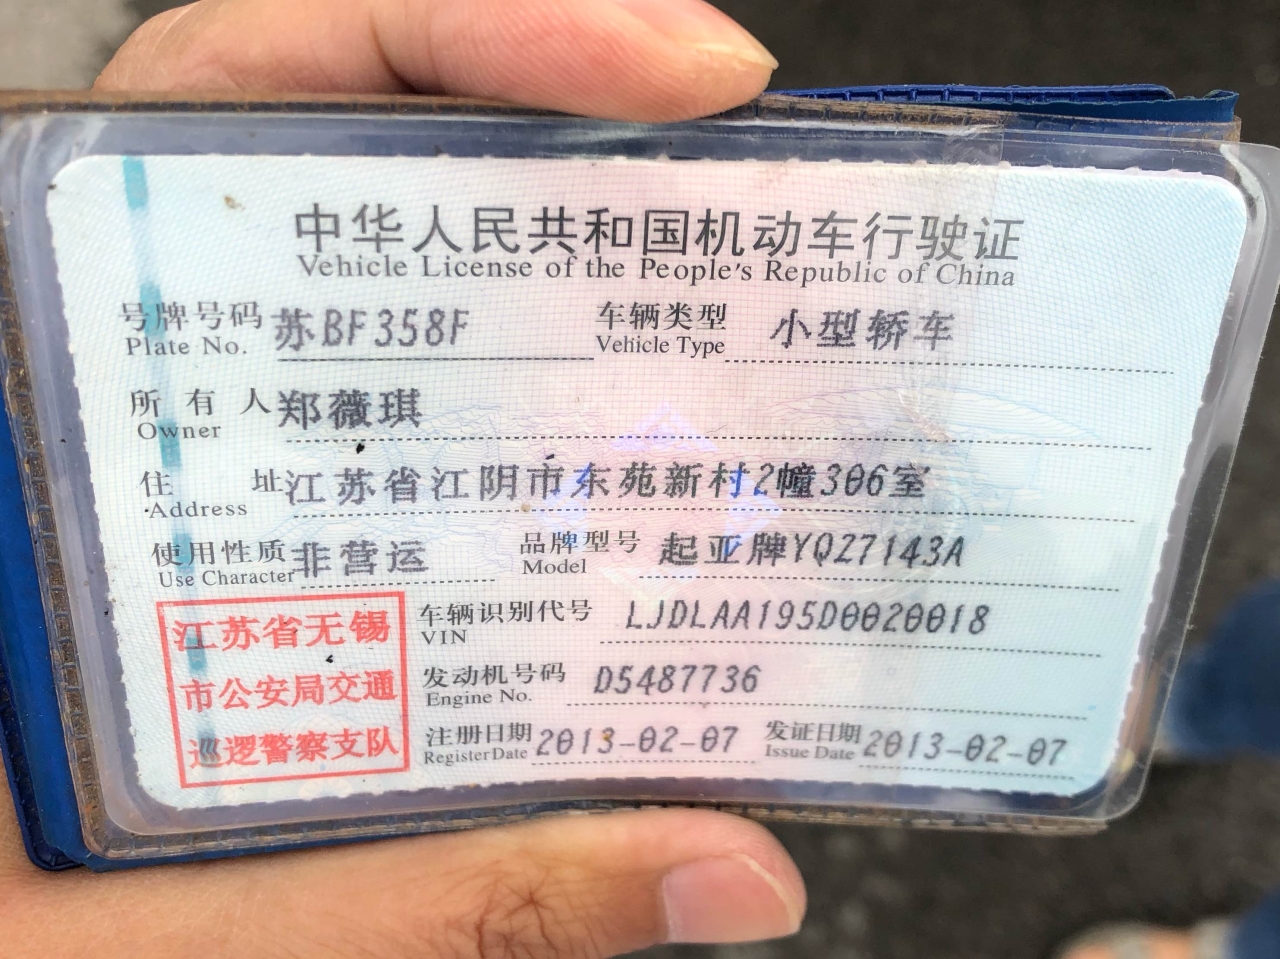 中华人民共和国机动车行驶证
Vehicle License of the People's Republic of China
号牌号码 苏BF358F 车辆类型 小型轿车
Plate No. Vehicle Type
所有人 郑薇琪
Owner
住址 江苏省江阴市东苑新村2幢306室
Address
使用性质 非营运 品牌型号 起亚牌YQZ7143A
Use Character Model
江苏省无锡
市公安局交通
巡逻警察支队
车辆识别代号 LJDLAA195D0020018
VIN
发动机号码 D5487736
Engine No.
注册日期 2013-02-07 发证日期 2013-02-07
Register Date Issue Date